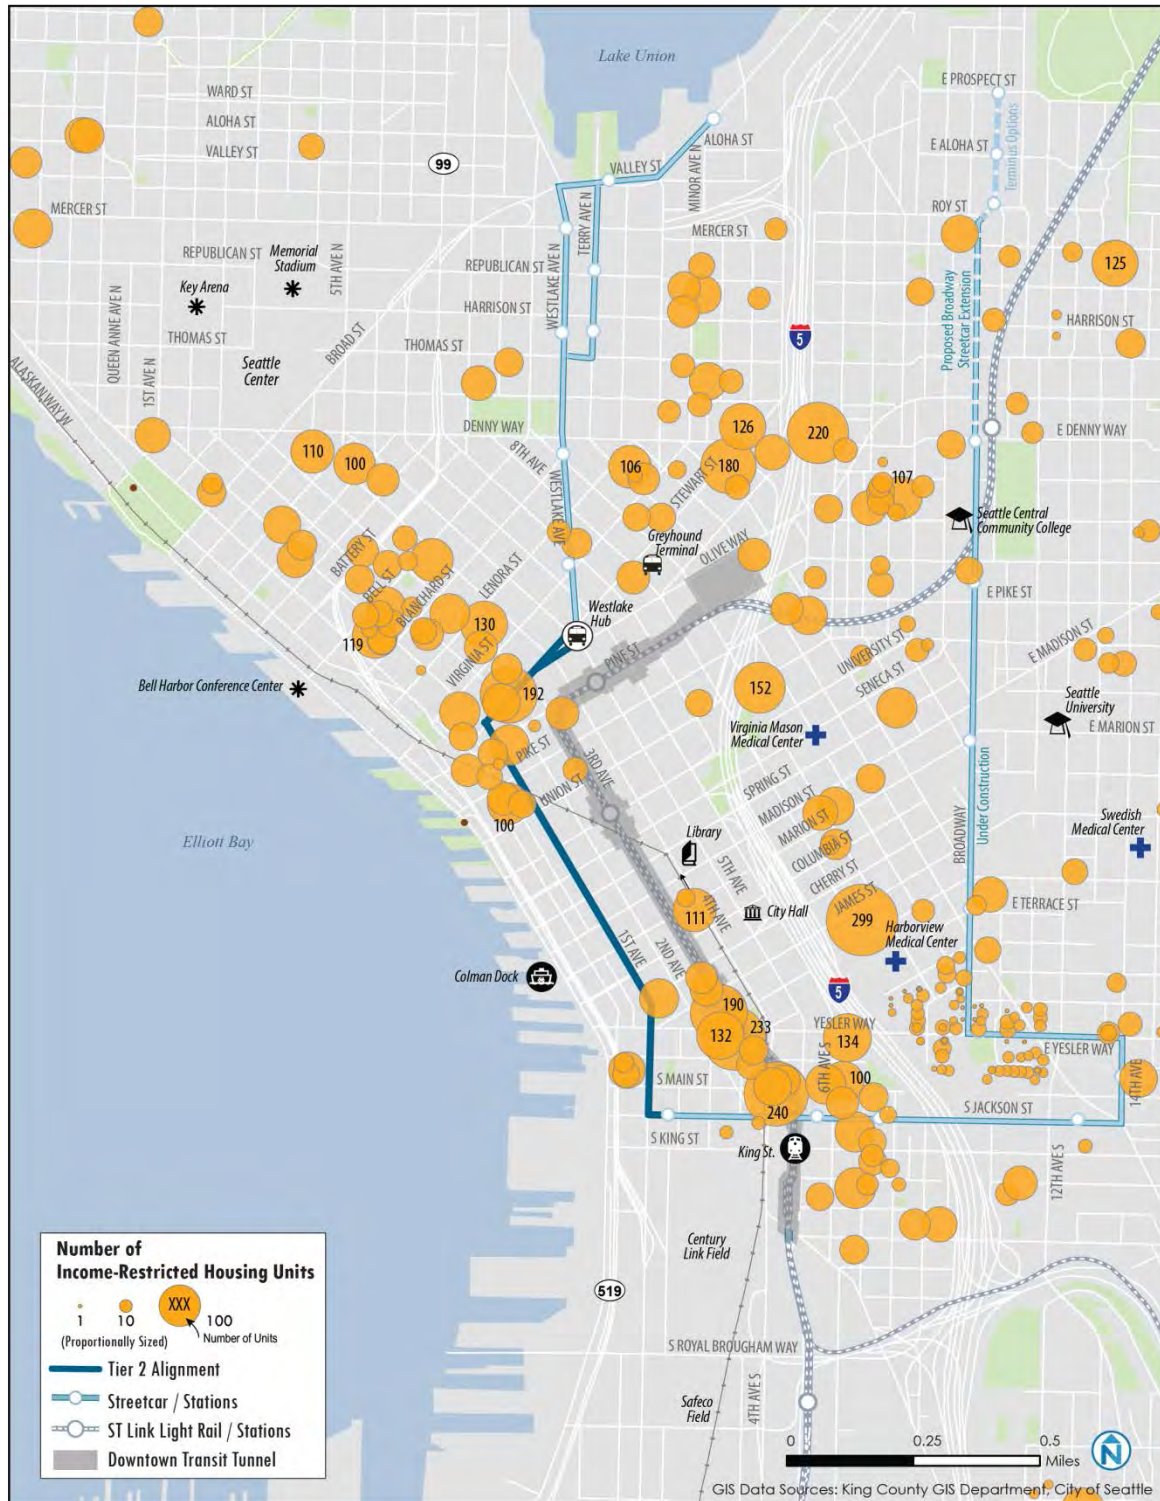 Lake Union
E PROSPECT ST
WARD ST
ALOHA ST
VALLEY ST
99
ALOHA ST
VALLEY ST
MINOR AVE N
TERRY AVE N
E ALOHA ST
Terminus Options
ROY ST
MERCER ST
MERCER ST
REPUBLICAN ST
Memorial
Stadium
5TH AVE N
REPUBLICAN ST
WESTLAKE AVE N
125
Key Arena
HARRISON ST
HARRISON ST
Proposed Broadway
Streetcar Extension
QUEEN ANNE AVE N
THOMAS ST
BROAD ST
THOMAS ST
5
ALASKAN WAY W
1ST AVE N
Seattle
Center
DENNY WAY
E DENNY WAY
126
220
110
100
8TH AVE
106
180
STEWART ST
107
WESTLAKE AVE
Seattle Central
Community College
Greyhound
Terminal
OLIVE WAY
BATTERY ST
BELL ST
BLANCHARD ST
LENORA ST
E PIKE ST
Westlake
Hub
119
130
VIRGINIA ST
PINE ST
UNIVERSITY ST
SENECA ST
E MADISON ST
Bell Harbor Conference Center
192
152
Seattle
University
E MARION ST
Virginia Mason
Medical Center
PIKE ST
3RD AVE
UNION ST
SPRING ST
MADISON ST
MARION ST
COLUMBIA ST
CHERRY ST
JAMES ST
100
Elliott Bay
Library
5TH AVE
BROADWAY
Under Construction
Swedish
Medical Center
111
4TH AVE
City Hall
299
E TERRACE ST
Harborview
Medical Center
1ST AVE
2ND AVE
Colman Dock
5
190
132
233
YESLER WAY
134
E YESLER WAY
S MAIN ST
6TH AVE S
100
14TH AVE
240
S JACKSON ST
S KING ST
King St.
12TH AVE S
Century
Link Field
519
S ROYAL BROUGHAM WAY
Safeco
Field
4TH AVE S
Number of
Income-Restricted Housing Units
XXX
1
10
100
(Proportionally Sized)
Number of Units
Tier 2 Alignment
Streetcar / Stations
ST Link Light Rail / Stations
Downtown Transit Tunnel
0
0.25
0.5
Miles
N
GIS Data Sources: King County GIS Department, City of Seattle